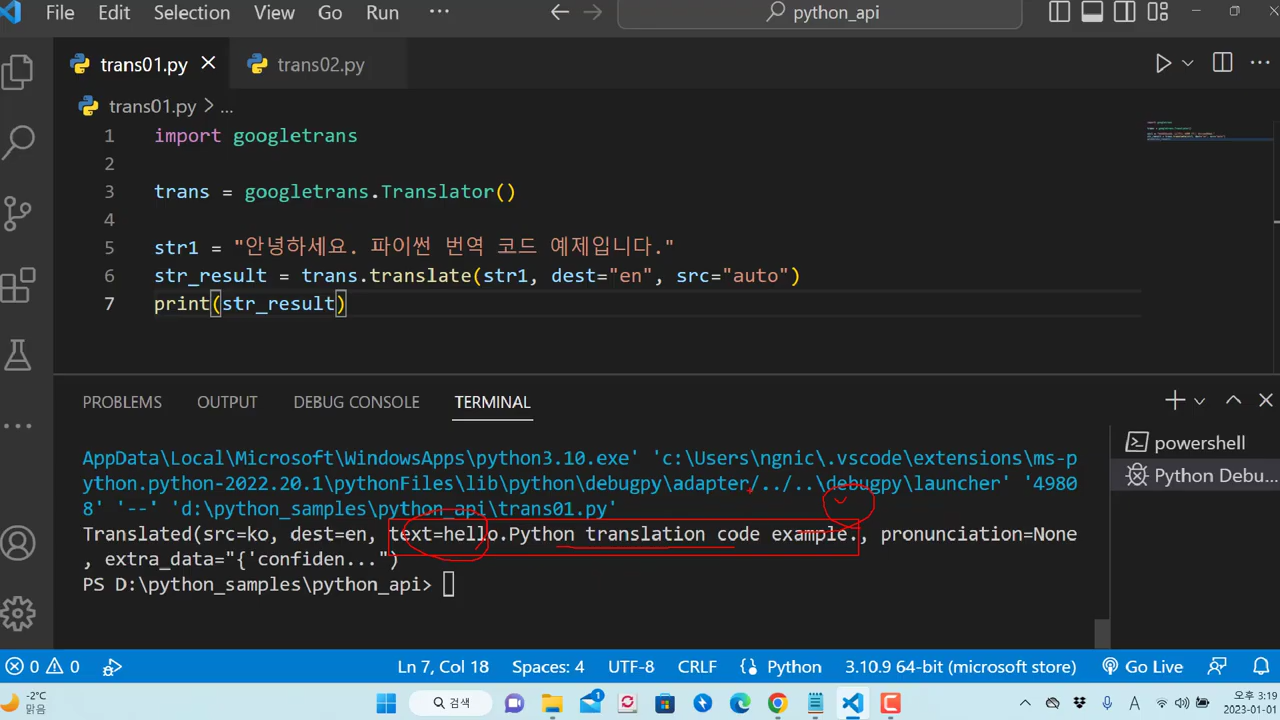 File Edit Selection View Go Run ··· python_api
trans01.py trans02.py
trans01.py > ...
1 import googletrans
2
3 trans = googletrans.Translator()
4
5 str1 = "안녕하세요. 파이썬 번역 코드 예제입니다."
6 str_result = trans.translate(str1, dest="en", src="auto")
7 print(str_result)
PROBLEMS OUTPUT DEBUG CONSOLE TERMINAL
powershell
Python Debu...
AppData\Local\Microsoft\WindowsApps\python3.10.exe' 'c:\Users\ngnic\.vscode\extensions\ms-p
ython.python-2022.20.1\pythonFiles\lib\python\debugpy\adapter/../..\debugpy\launcher' '4980
8' '--' 'd:\python_samples\python_api\trans01.py'
Translated(src=ko, dest=en, text=hello.Python translation code example., pronunciation=None
, extra_data="{'confiden...")
PS D:\python_samples\python_api>
0 0 Ln 7, Col 18 Spaces: 4 UTF-8 CRLF Python 3.10.9 64-bit (microsoft store) Go Live
-2°C
맑음
검색
1
A
오후 3:19
2023-01-01